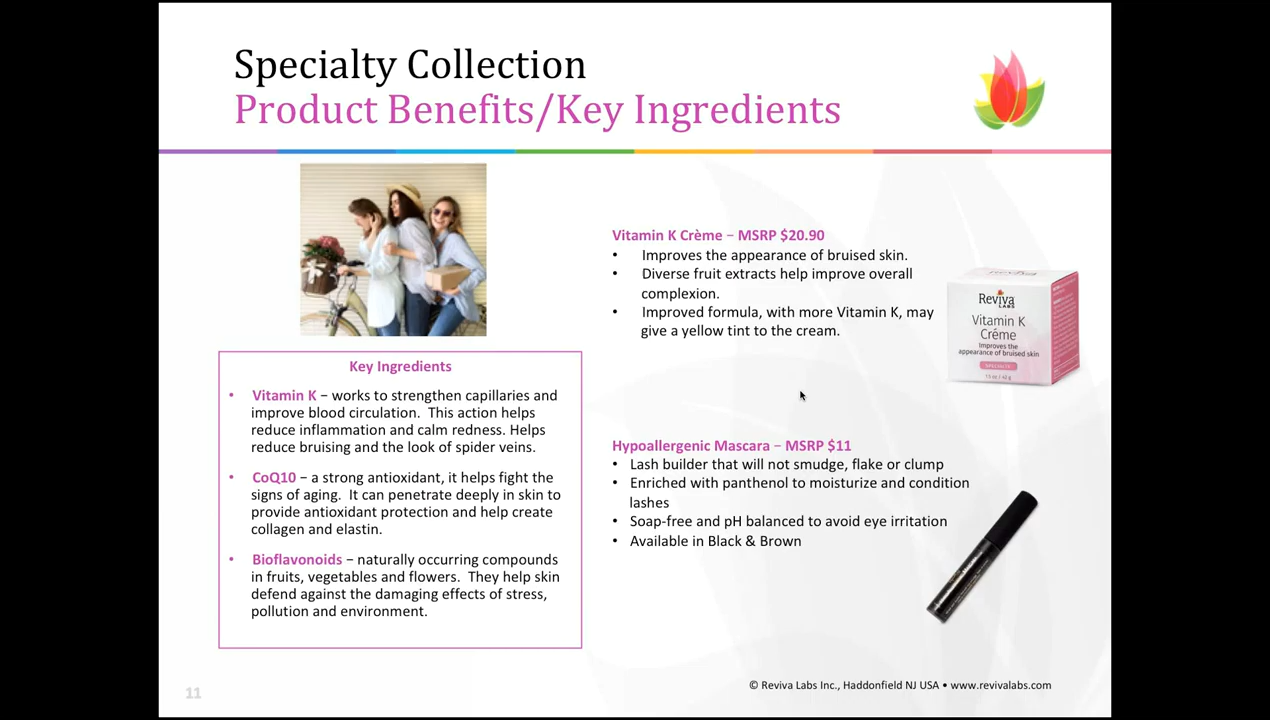 Specialty Collection
Product Benefits/Key Ingredients
Key Ingredients
• Vitamin K – works to strengthen capillaries and
improve blood circulation. This action helps
reduce inflammation and calm redness. Helps
reduce bruising and the look of spider veins.
• CoQ10 – a strong antioxidant, it helps fight the
signs of aging. It can penetrate deeply in skin to
provide antioxidant protection and help create
collagen and elastin.
• Bioflavonoids – naturally occurring compounds
in fruits, vegetables and flowers. They help skin
defend against the damaging effects of stress,
pollution and environment.
Vitamin K Crème – MSRP $20.90
• Improves the appearance of bruised skin.
• Diverse fruit extracts help improve overall
complexion.
• Improved formula, with more Vitamin K, may
give a yellow tint to the cream.
Reviva
LABS
Vitamin K
Créme
Improves the
appearance of bruised skin
SPECIALTY
Hypoallergenic Mascara – MSRP $11
• Lash builder that will not smudge, flake or clump
• Enriched with panthenol to moisturize and condition
lashes
• Soap-free and pH balanced to avoid eye irritation
• Available in Black & Brown
11
© Reviva Labs Inc., Haddonfield NJ USA • www.revivalabs.com